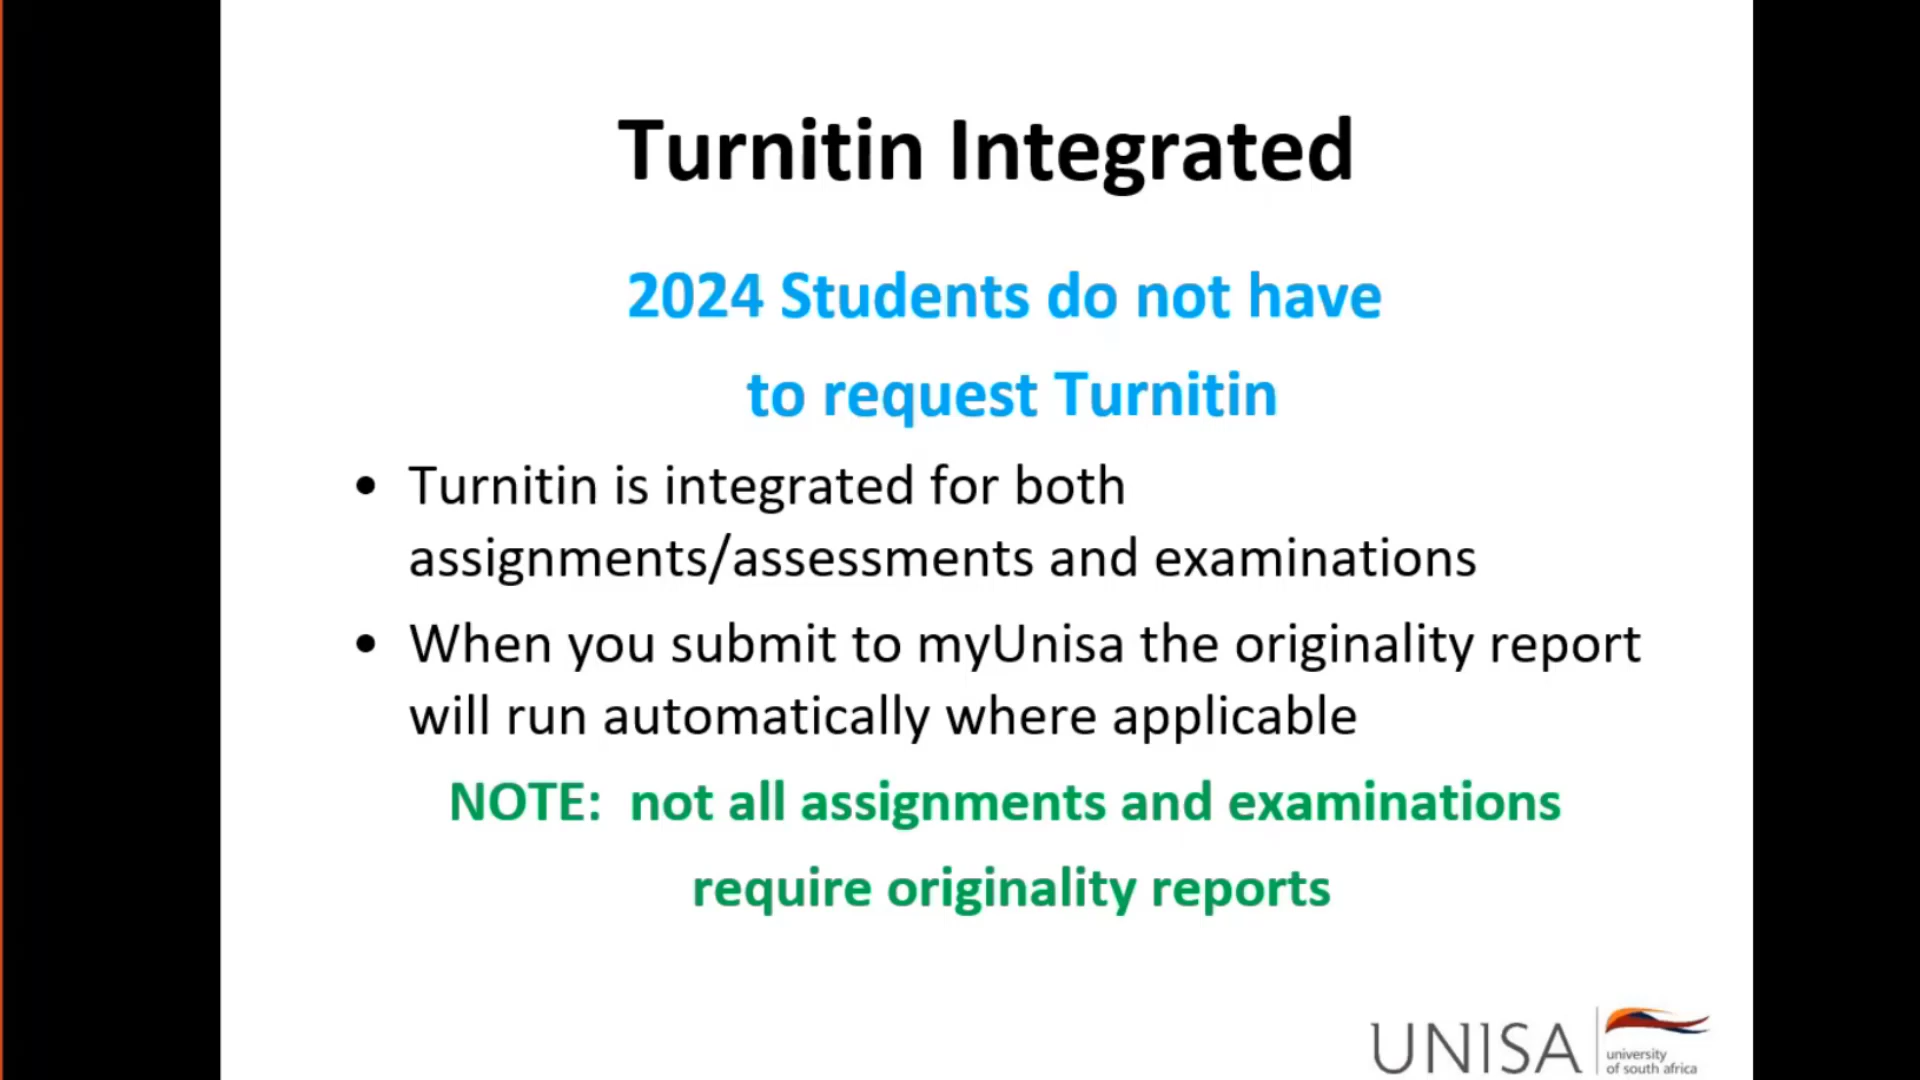 Turnitin Integrated
2024 Students do not have
to request Turnitin
• Turnitin is integrated for both
assignments/assessments and examinations
• When you submit to myUnisa the originality report
will run automatically where applicable
NOTE:  not all assignments and examinations
require originality reports
UNISA
university
of south africa